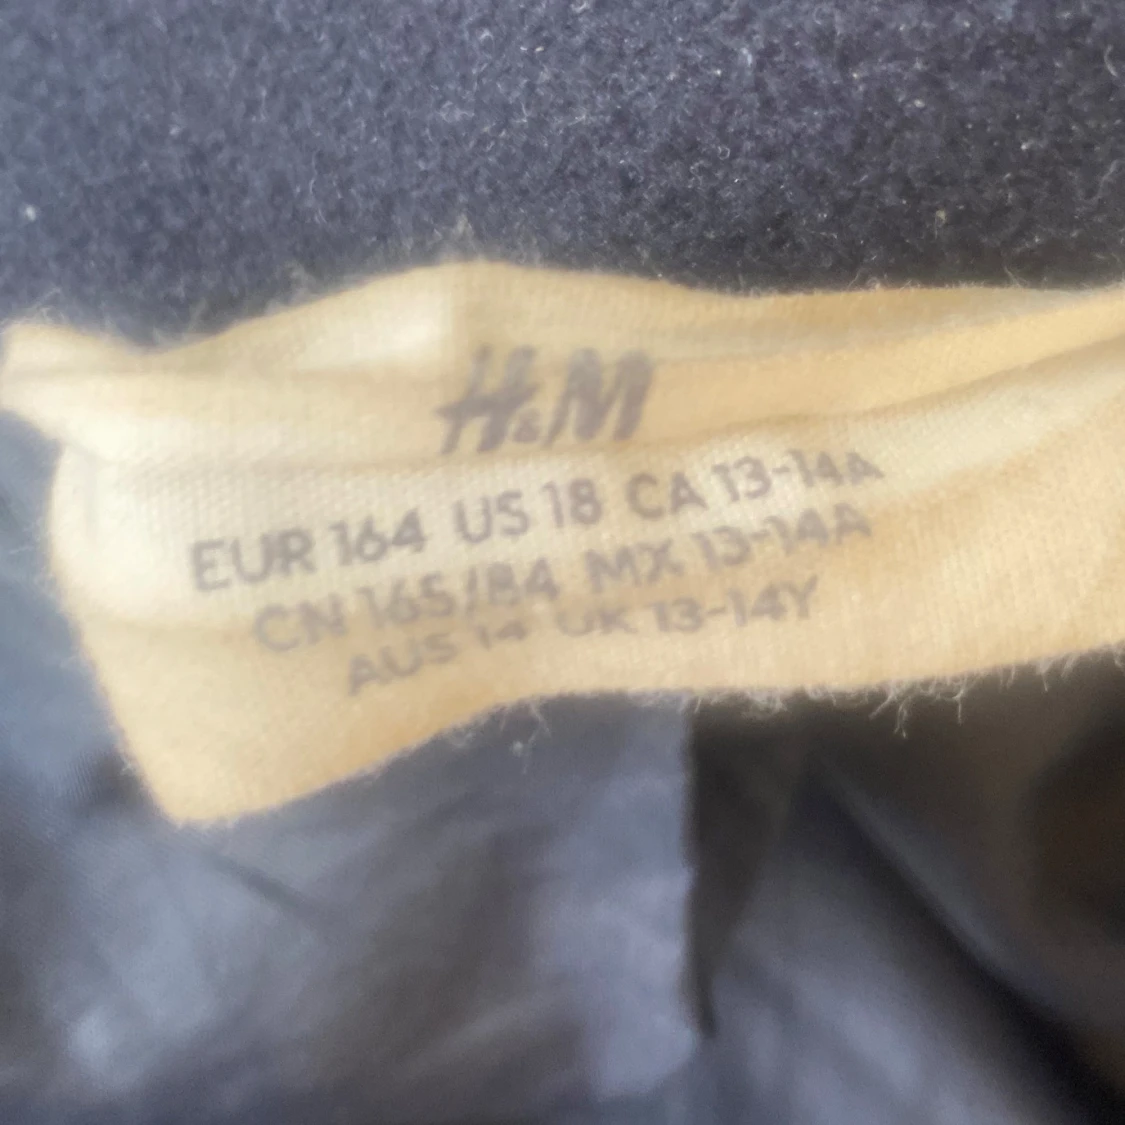 H&M
EUR 164 US 18 CA 13-14A
CN 165/84 MX 13-14A
AUS 14 UK 13-14Y